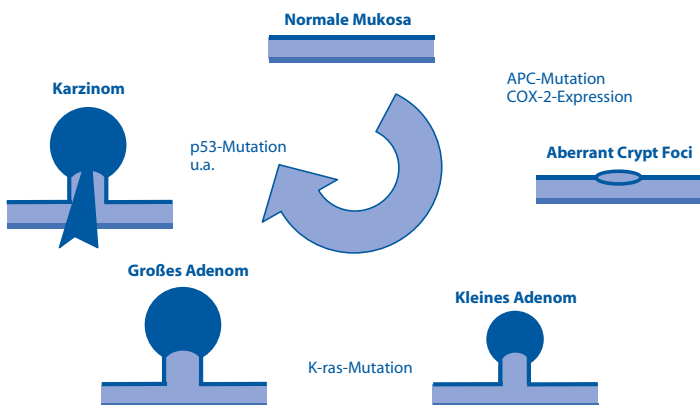 Normale Mukosa
APC-Mutation
COX-2-Expression
Aberrant Crypt Foci
Kleines Adenom
K-ras-Mutation
Großes Adenom
Karzinom
p53-Mutation
u.a.